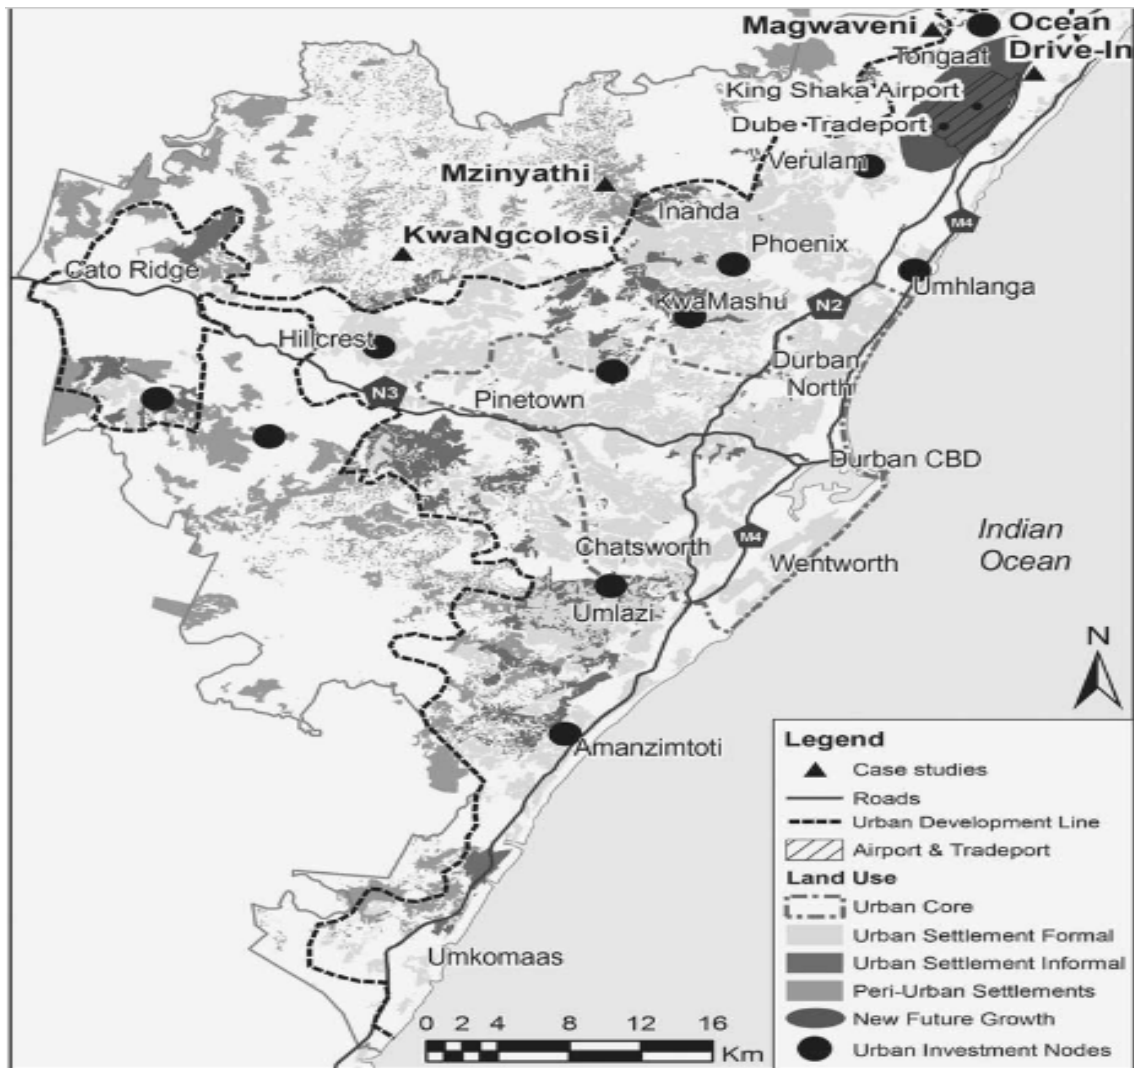 Magwaveni
Ocean
Drive-In
Tongaat
King Shaka Airport
Dube Tradeport
Verulam
Mzinyathi
Inanda
M4
KwaNgcolosi
Phoenix
Cato Ridge
Umhlanga
KwaMashu
N2
Hillcrest
Durban
North
N3
Pinetown
Durban CBD
Indian
Ocean
Chatsworth
M4
Wentworth
Umlazi
N
Amanzimtoti
Umkomaas
0 2 4 8 12 16
Km
Legend
Case studies
Roads
Urban Development Line
Airport & Tradeport
Land Use
Urban Core
Urban Settlement Formal
Urban Settlement Informal
Peri-Urban Settlements
New Future Growth
Urban Investment Nodes